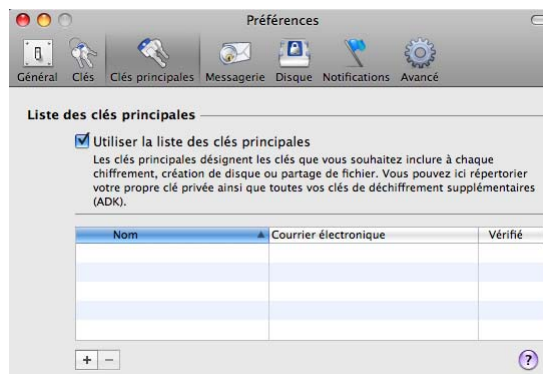 Préférences
Général Clés Clés principales Messagerie Disque Notifications Avancé
Liste des clés principales
Utiliser la liste des clés principales
Les clés principales désignent les clés que vous souhaitez inclure à chaque
chiffrement, création de disque ou partage de fichier. Vous pouvez ici répertorier
votre propre clé privée ainsi que toutes vos clés de déchiffrement supplémentaires
(ADK).
Nom Courrier électronique Vérifié
+ − ?